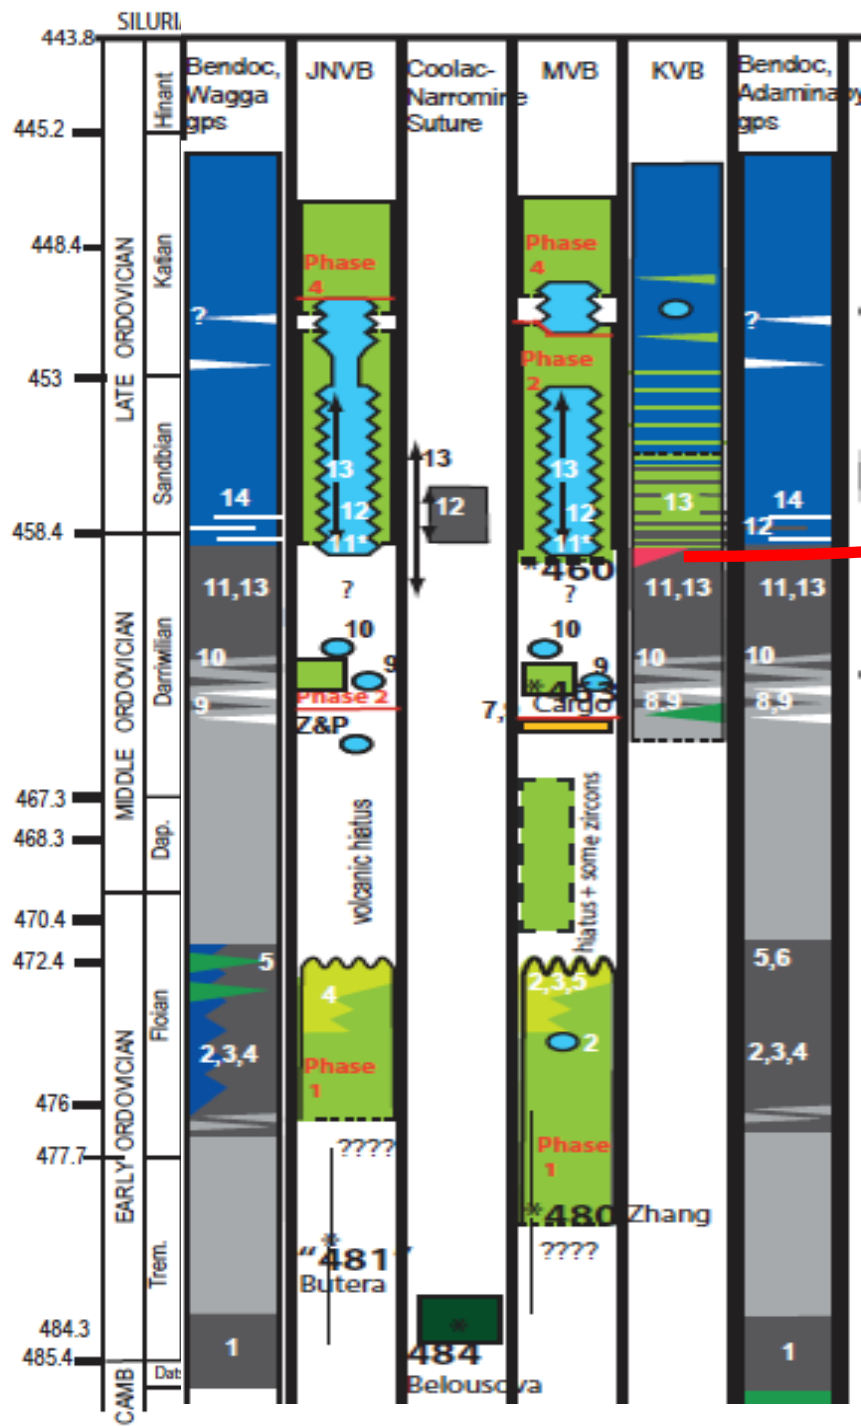 SILURI
443.8
Hinant
445.2
448.4
Katian
453
LATE ORDOVICIAN
Sandbian
458.4
MIDDLE ORDOVICIAN
Darriwilian
467.3
468.3
Dap.
470.4
472.4
Floian
476
477.7
EARLY ORDOVICIAN
Trem.
484.3
485.4
CAMB
Dats
Bendoc,
Wagga
gps
?
14
11,13
10
9
5
2,3,4
1
JNVB
Phase
4
13
12
11*
?
10
9
Phase 2
Z&P
volcanic hiatus
4
Phase
1
????
*
“481”
Butera
Coolac-
Narromine
Suture
13
12
*
484
Belousova
MVB
Phase
4
Phase
2
13
12
11*
*460
?
10
9
*463
7,9
Cargo
hiatus + some zircons
2,3,5
2
Phase
1
*480 Zhang
????
KVB
13
11,13
10
8,9
Bendoc,
Adaminaby
gps
?
14
12
11,13
10
8,9
5,6
2,3,4
1